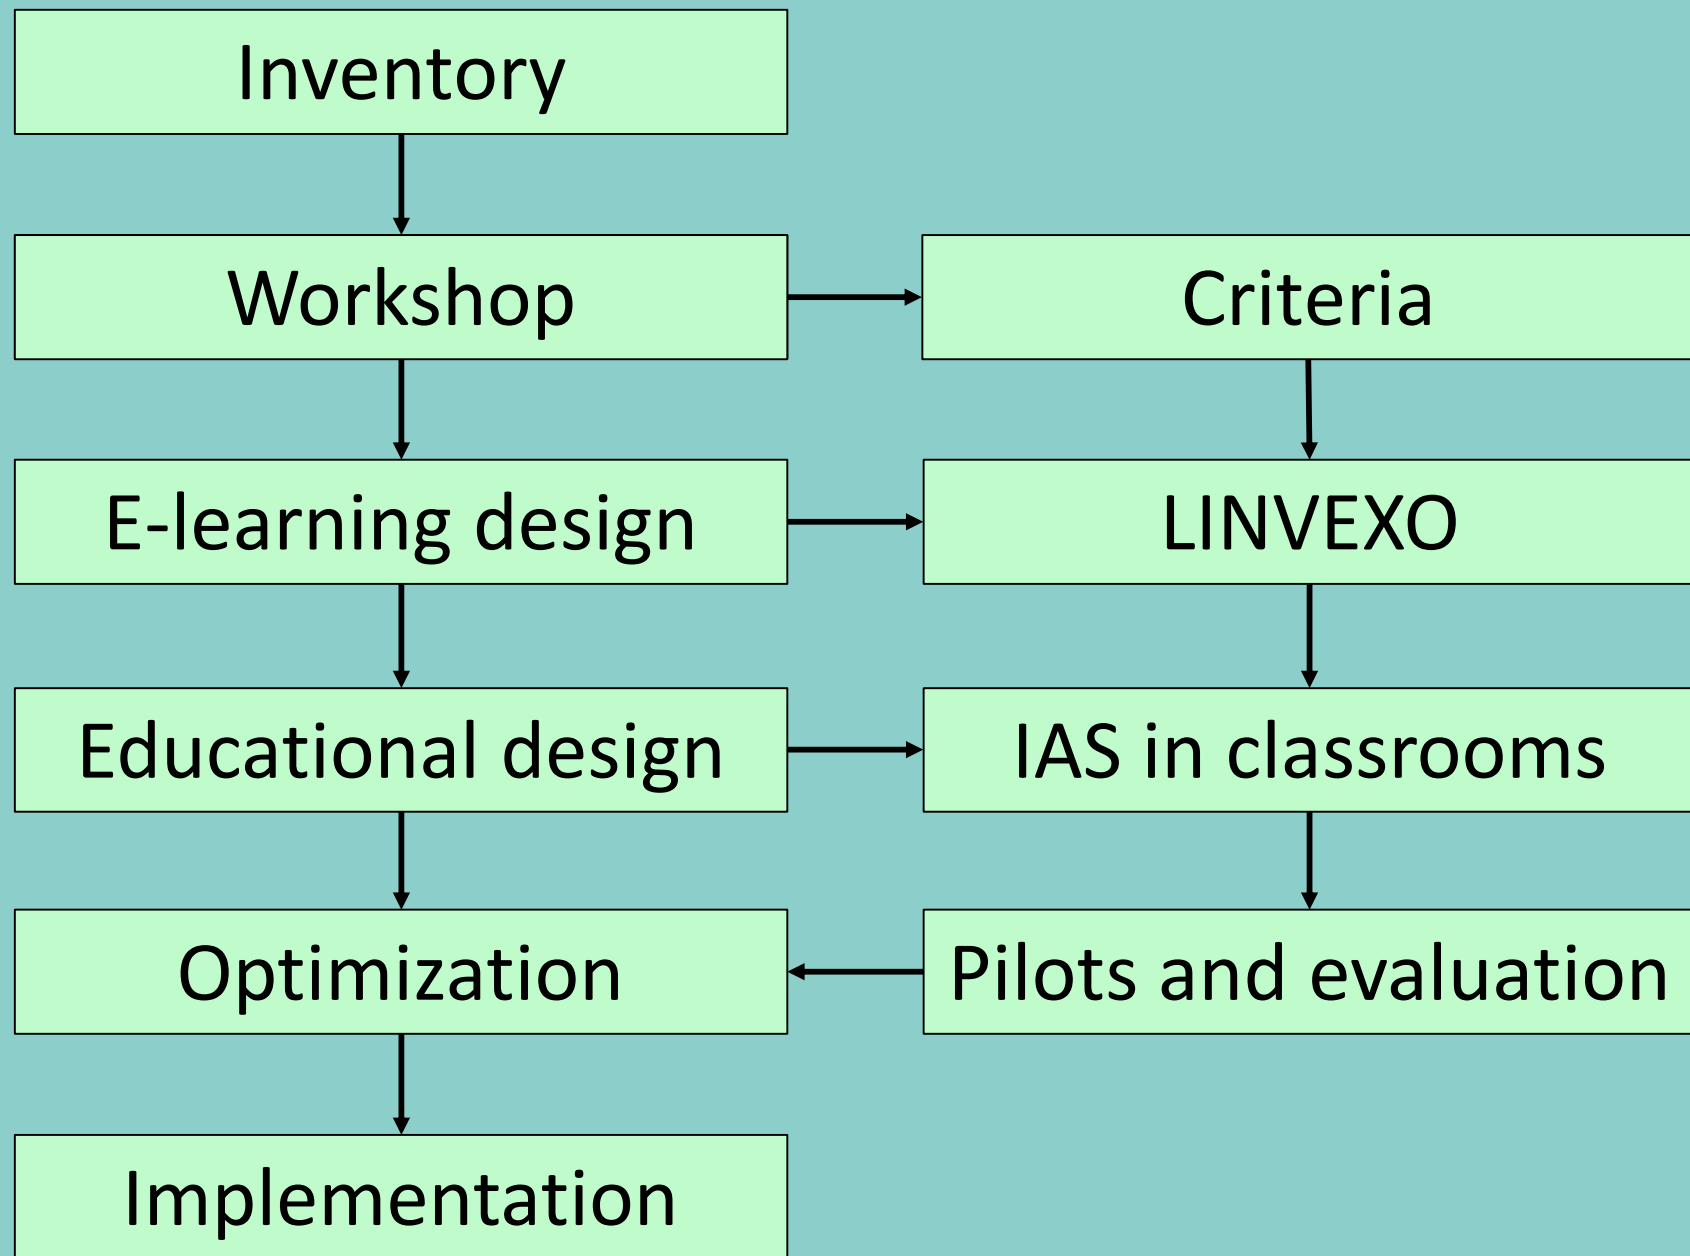 Inventory
Workshop
Criteria
E-learning design
LINVEXO
Educational design
IAS in classrooms
Optimization
Pilots and evaluation
Implementation